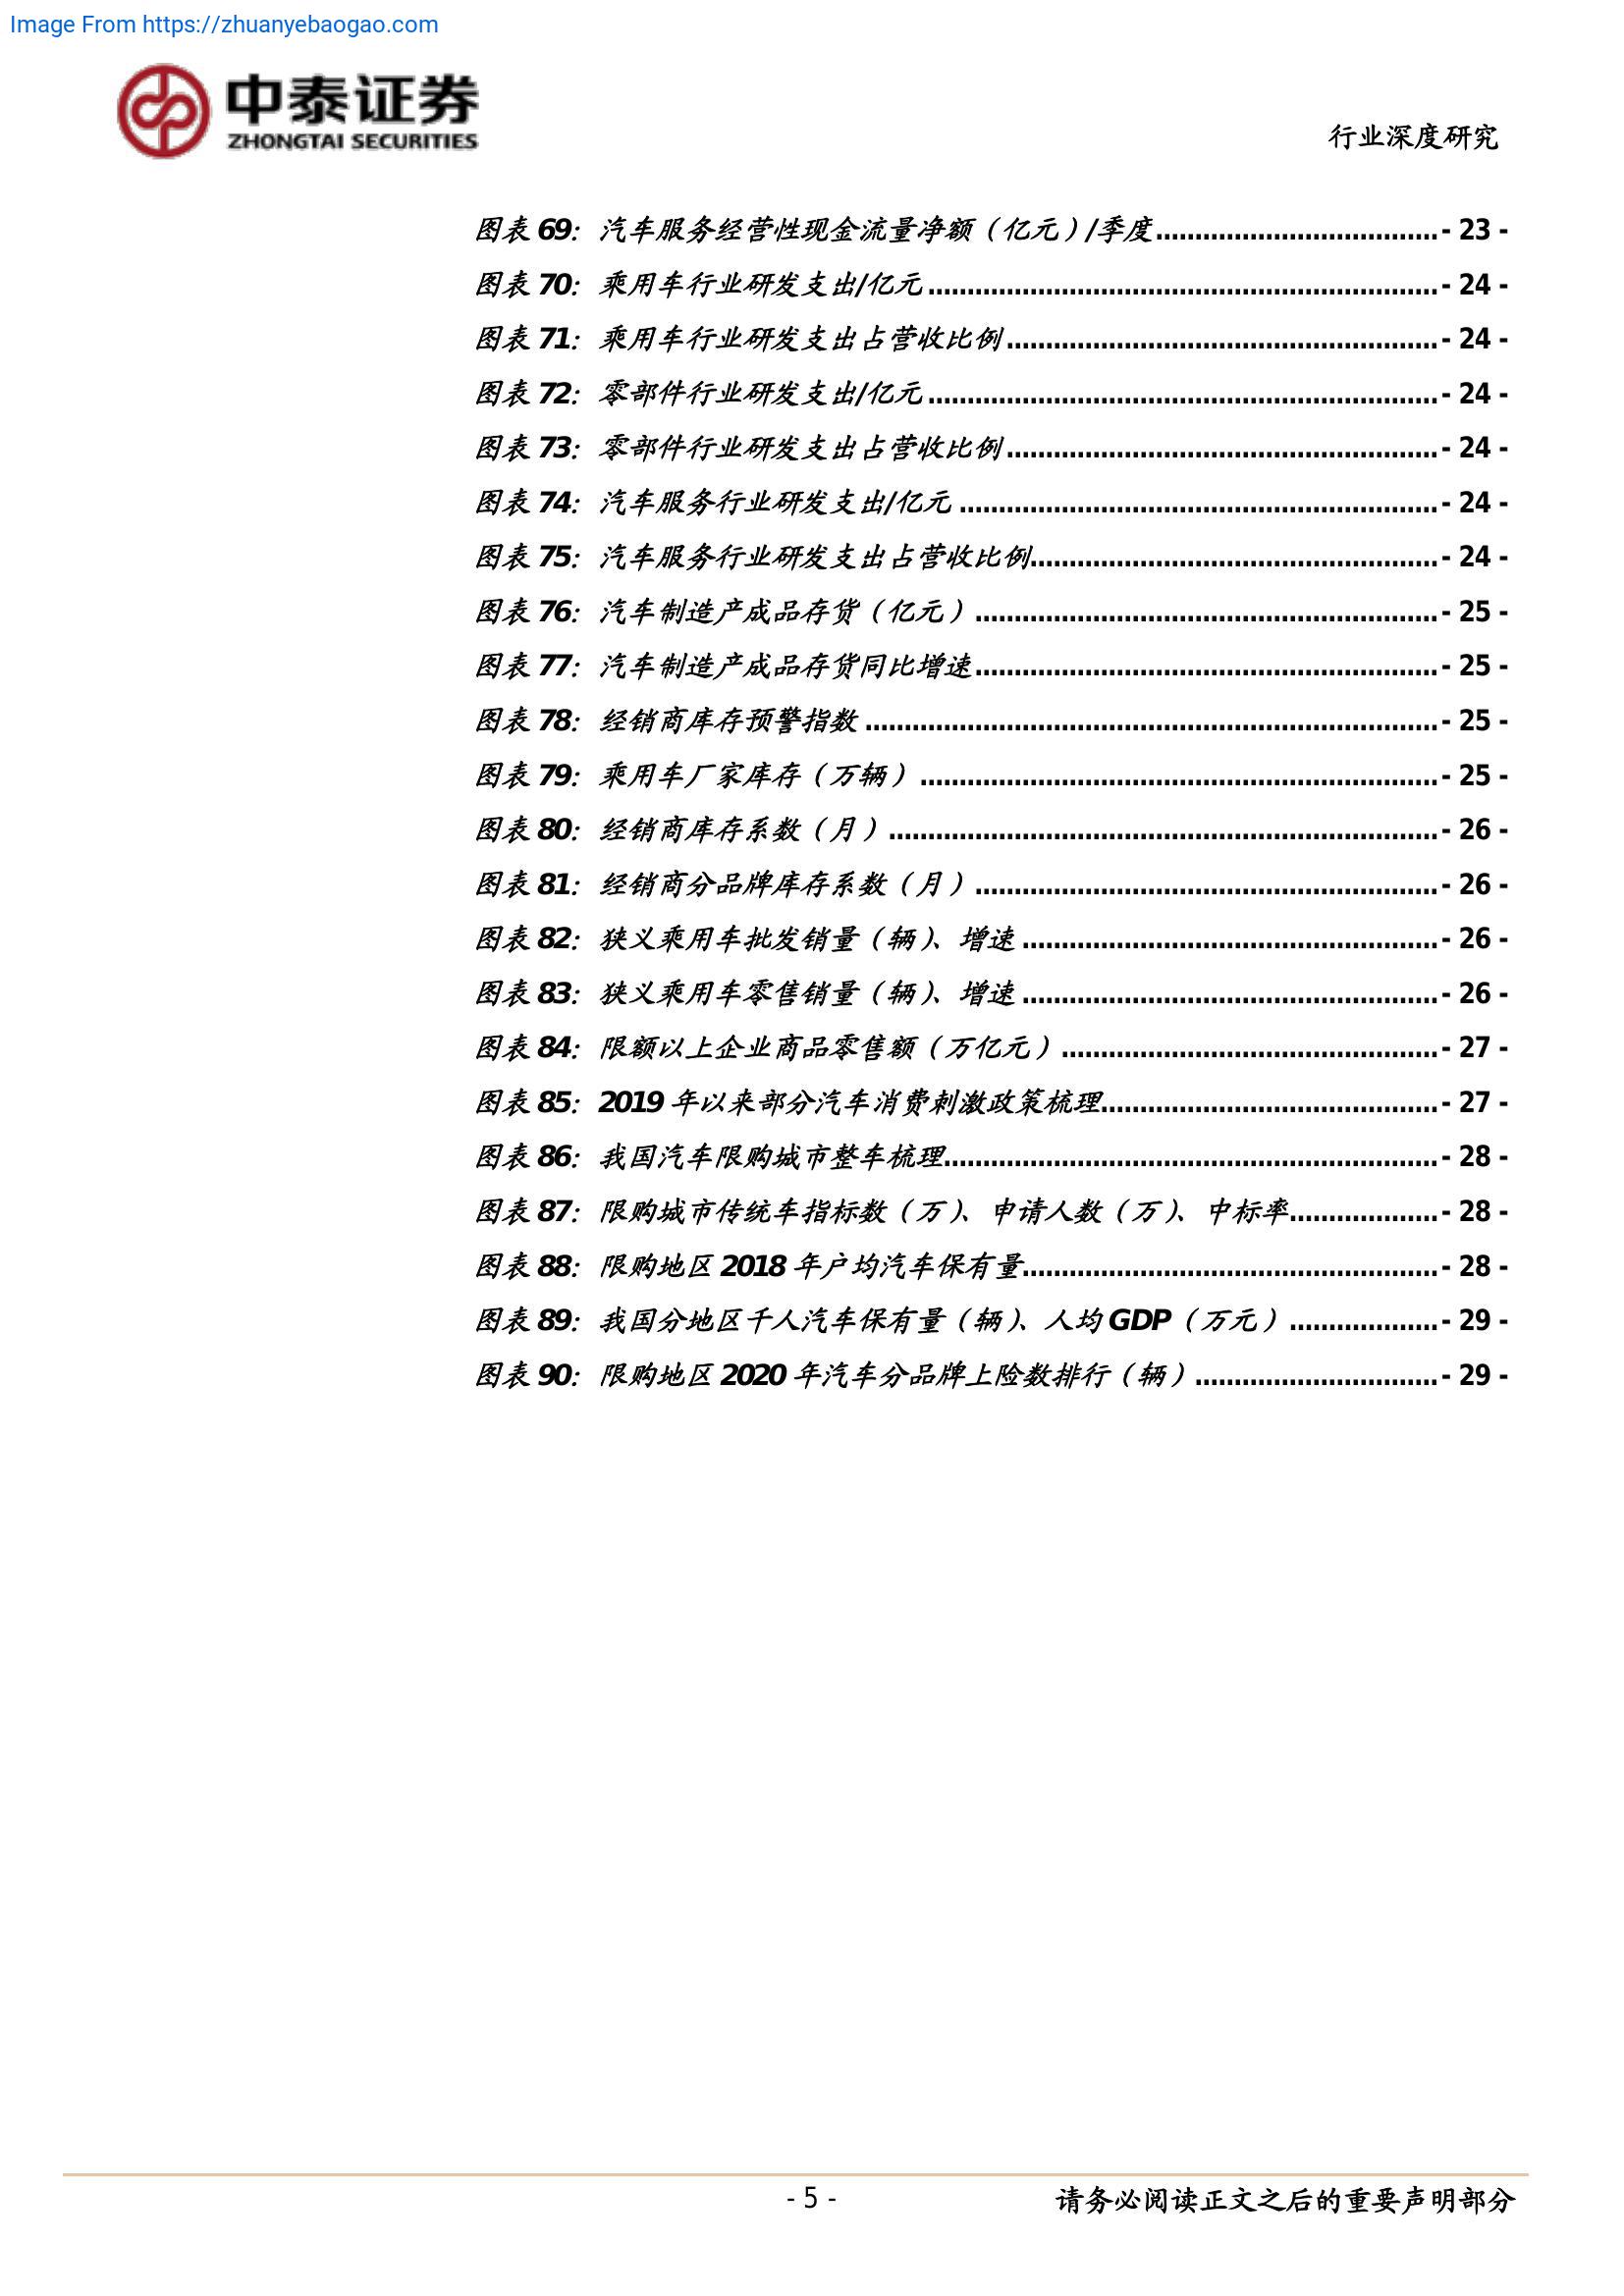 Image From https://zhuanyebaogao.com
中泰证券
ZHONGTAI SECURITIES
行业深度研究
图表 69：汽车服务经营性现金流量净额（亿元）/季度....................................- 23 -
图表 70：乘用车行业研发支出/亿元.................................................................- 24 -
图表 71：乘用车行业研发支出占营收比例.......................................................- 24 -
图表 72：零部件行业研发支出/亿元.................................................................- 24 -
图表 73：零部件行业研发支出占营收比例.......................................................- 24 -
图表 74：汽车服务行业研发支出/亿元.............................................................- 24 -
图表 75：汽车服务行业研发支出占营收比例....................................................- 24 -
图表 76：汽车制造产成品存货（亿元）...........................................................- 25 -
图表 77：汽车制造产成品存货同比增速...........................................................- 25 -
图表 78：经销商库存预警指数.........................................................................- 25 -
图表 79：乘用车厂家库存（万辆）..................................................................- 25 -
图表 80：经销商库存系数（月）......................................................................- 26 -
图表 81：经销商分品牌库存系数（月）...........................................................- 26 -
图表 82：狭义乘用车批发销量（辆）、增速.....................................................- 26 -
图表 83：狭义乘用车零售销量（辆）、增速.....................................................- 26 -
图表 84：限额以上企业商品零售额（万亿元）................................................- 27 -
图表 85：2019 年以来部分汽车消费刺激政策梳理...........................................- 27 -
图表 86：我国汽车限购城市整车梳理...............................................................- 28 -
图表 87：限购城市传统车指标数（万）、申请人数（万）、中标率...................- 28 -
图表 88：限购地区 2018 年户均汽车保有量.....................................................- 28 -
图表 89：我国分地区千人汽车保有量（辆）、人均 GDP（万元）...................- 29 -
图表 90：限购地区 2020 年汽车分品牌上险数排行（辆）...............................- 29 -
- 5 -
请务必阅读正文之后的重要声明部分